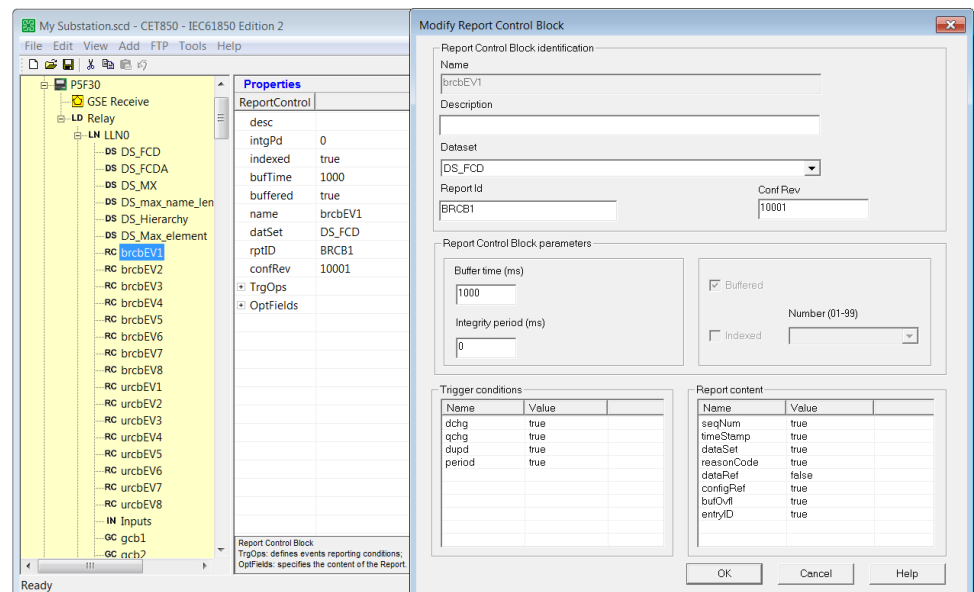 My Substation.scd - CET850 - IEC61850 Edition 2
File Edit View Add FTP Tools Help
P5F30
GSE Receive
LD Relay
LN LLN0
DS DS_FCD
DS DS_FCDA
DS DS_MX
DS DS_max_name_len
DS DS_Hierarchy
DS DS_Max_element
RC brcbEV1
RC brcbEV2
RC brcbEV3
RC brcbEV4
RC brcbEV5
RC brcbEV6
RC brcbEV7
RC brcbEV8
RC urcbEV1
RC urcbEV2
RC urcbEV3
RC urcbEV4
RC urcbEV5
RC urcbEV6
RC urcbEV7
RC urcbEV8
IN Inputs
GC gcb1
GC gcb2
Ready
Properties
ReportControl
desc
intgPd 0
indexed true
bufTime 1000
buffered true
name brcbEV1
datSet DS_FCD
rptID BRCB1
confRev 10001
TrgOps
OptFields
Report Control Block
TrgOps: defines events reporting conditions;
OptFields: specifies the content of the Report.
Modify Report Control Block
Report Control Block identification
Name
brcbEV1
Description
Dataset
DS_FCD
Report Id Conf Rev
BRCB1 10001
Report Control Block parameters
Buffer time (ms)
1000
Integrity period (ms)
0
Buffered
Number (01-99)
Indexed
Trigger conditions
Name Value
dchg true
qchg true
dupd true
period true
Report content
Name Value
seqNum true
timeStamp true
dataSet true
reasonCode true
dataRef false
configRef true
bufOvfl true
entryID true
OK Cancel Help